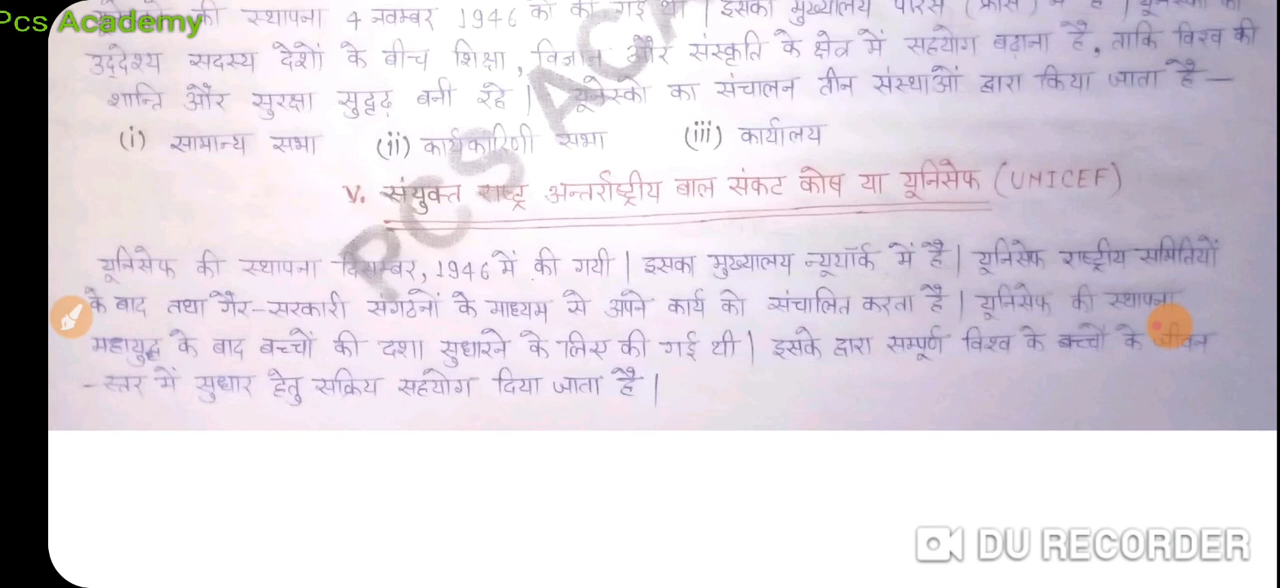 Pcs Academy
की स्थापना 4 नवम्बर 1946 को की गई थी | इसका मुख्यालय पेरिस (फ्रांस) में है |
उद्देश्य सदस्य देशों के बीच शिक्षा, विज्ञान और संस्कृति के क्षेत्र में सहयोग बढ़ाना है, ताकि विश्व की
शान्ति और सुरक्षा सुदृढ़ बनी रहे | यूनेस्को का संचालन तीन संस्थाओं द्वारा किया जाता है —
(i) सामान्य सभा (ii) कार्यकारिणी सभा (iii) कार्यालय
V. संयुक्त राष्ट्र अन्तर्राष्ट्रीय बाल संकट कोष या यूनिसेफ (UNICEF)
यूनिसेफ की स्थापना दिसम्बर, 1946 में की गयी | इसका मुख्यालय न्यूयॉर्क में है | यूनिसेफ राष्ट्रीय समितियों
के बाद तथा गैर-सरकारी संगठनों के माध्यम से अपने कार्य को संचालित करता है | यूनिसेफ की स्थापना
महायुद्ध के बाद बच्चों की दशा सुधारने के लिए की गई थी | इसके द्वारा सम्पूर्ण विश्व के बच्चों के जीवन
-स्तर में सुधार हेतु सक्रिय सहयोग दिया जाता है |
DU RECORDER